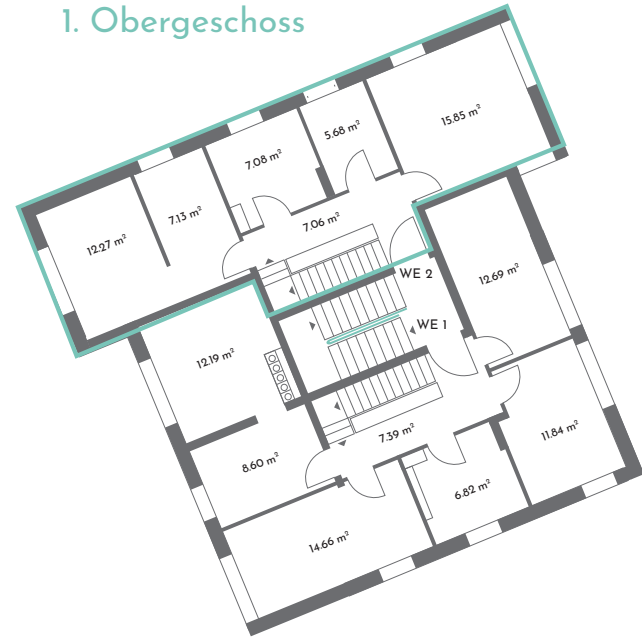 1. Obergeschoss
15.85 m²
5.68 m²
7.08 m²
7.13 m²
7.06 m²
12.27 m²
WE 2
12.69 m²
WE 1
12.19 m²
7.39 m²
11.84 m²
8.60 m²
6.82 m²
14.66 m²